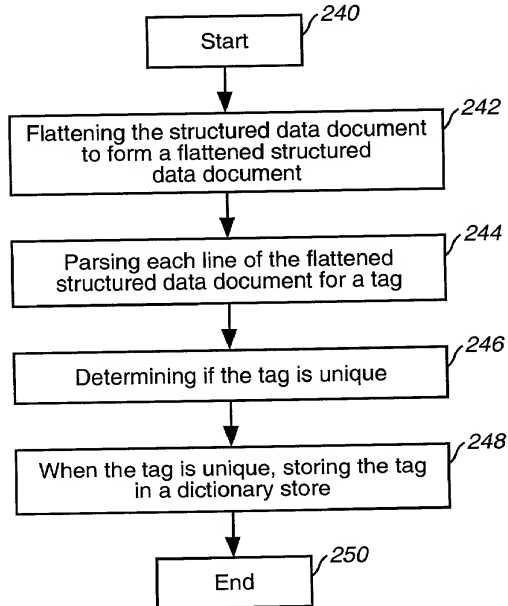 240
Start
242
Flattening the structured data document
to form a flattened structured
data document
244
Parsing each line of the flattened
structured data document for a tag
246
Determining if the tag is unique
248
When the tag is unique, storing the tag
in a dictionary store
250
End